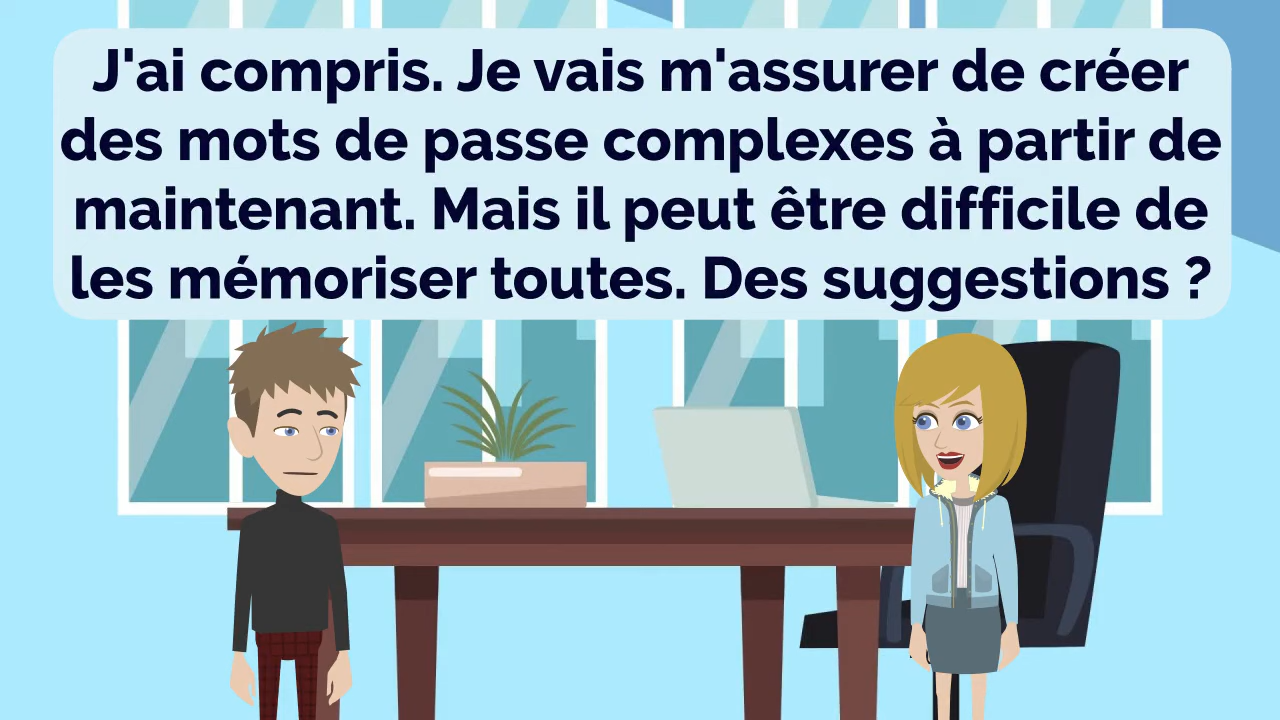 J'ai compris. Je vais m'assurer de créer
des mots de passe complexes à partir de
maintenant. Mais il peut être difficile de
les mémoriser toutes. Des suggestions ?